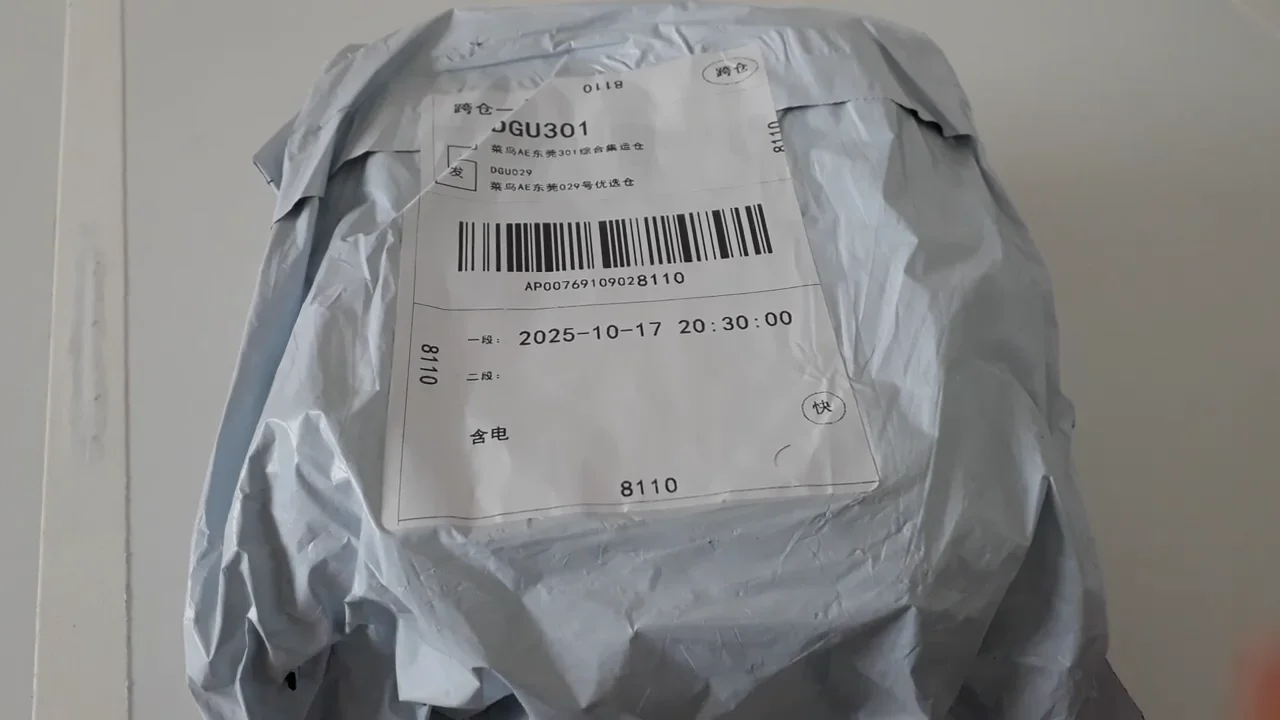 8110
跨仓
跨仓一
DGU301
8110
菜鸟AE东莞301综合集运仓
发
DGU029
菜鸟AE东莞029号优选仓
AP00769109028110
一段: 2025-10-17 20:30:00
8110
二段:
快
含电
8110